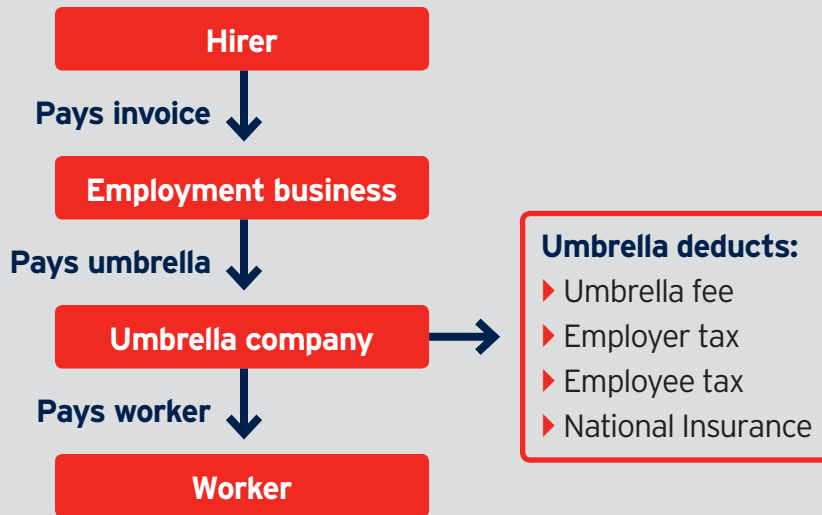 Hirer
Pays invoice
Employment business
Pays umbrella
Umbrella company
Pays worker
Worker
Umbrella deducts:
Umbrella fee
Employer tax
Employee tax
National Insurance